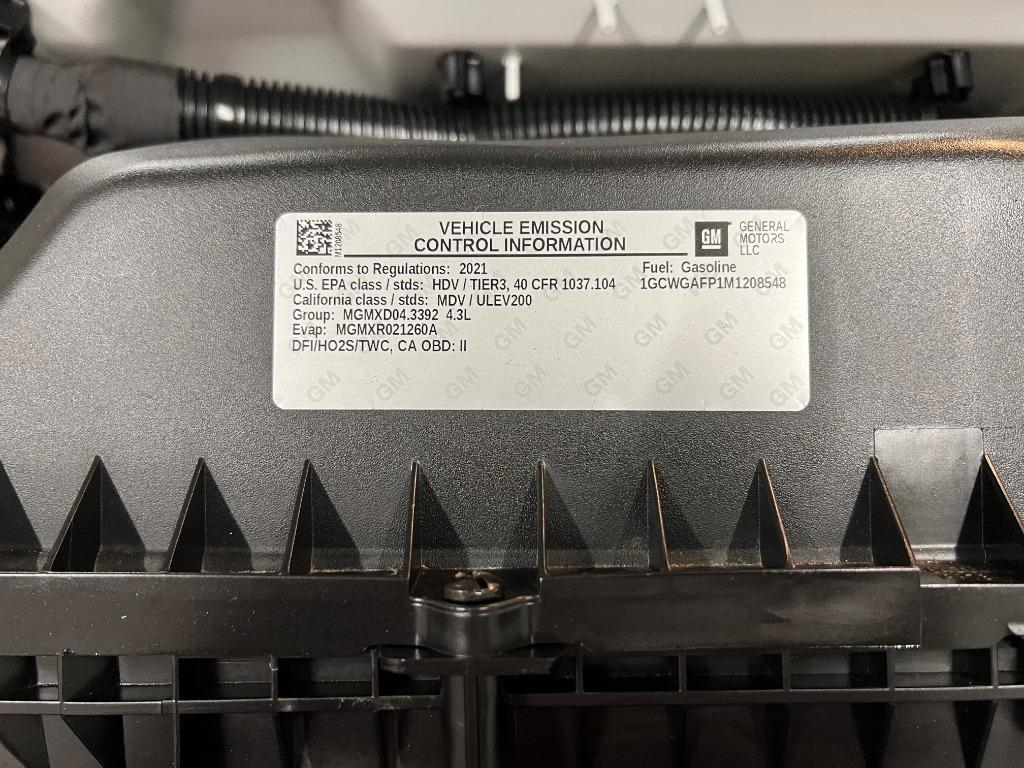 M1208548
VEHICLE EMISSION
CONTROL INFORMATION
GM
GENERAL
MOTORS
LLC
Conforms to Regulations: 2021
Fuel: Gasoline
U.S. EPA class / stds: HDV / TIER3, 40 CFR 1037.104
1GCWGAFP1M1208548
California class / stds: MDV / ULEV200
Group: MGMXD04.3392 4.3L
Evap: MGMXR021260A
DFI/HO2S/TWC, CA OBD: II